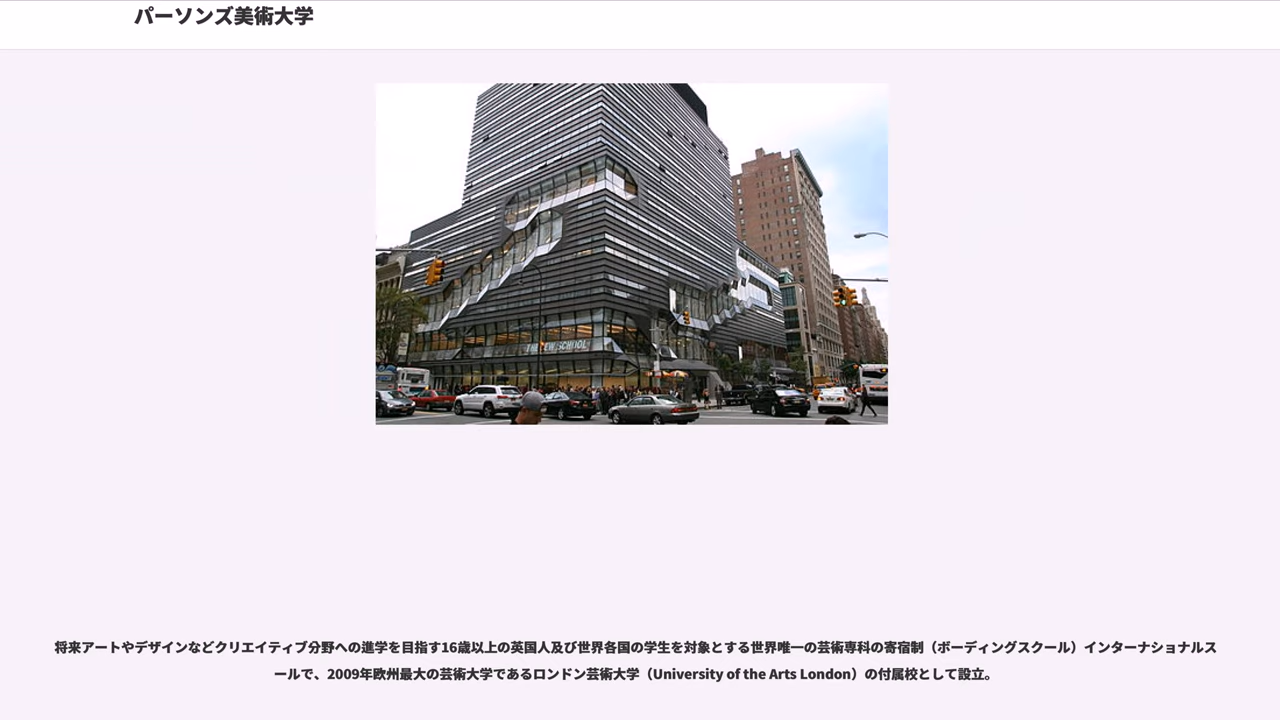 パーソンズ美術大学
THE NEW SCHOOL
将来アートやデザインなどクリエイティブ分野への進学を目指す16歳以上の英国人及び世界各国の学生を対象とする世界唯一の芸術専科の寄宿制（ボーディングスクール）インターナショナルス
ールで、2009年欧州最大の芸術大学であるロンドン芸術大学（University of the Arts London）の付属校として設立。